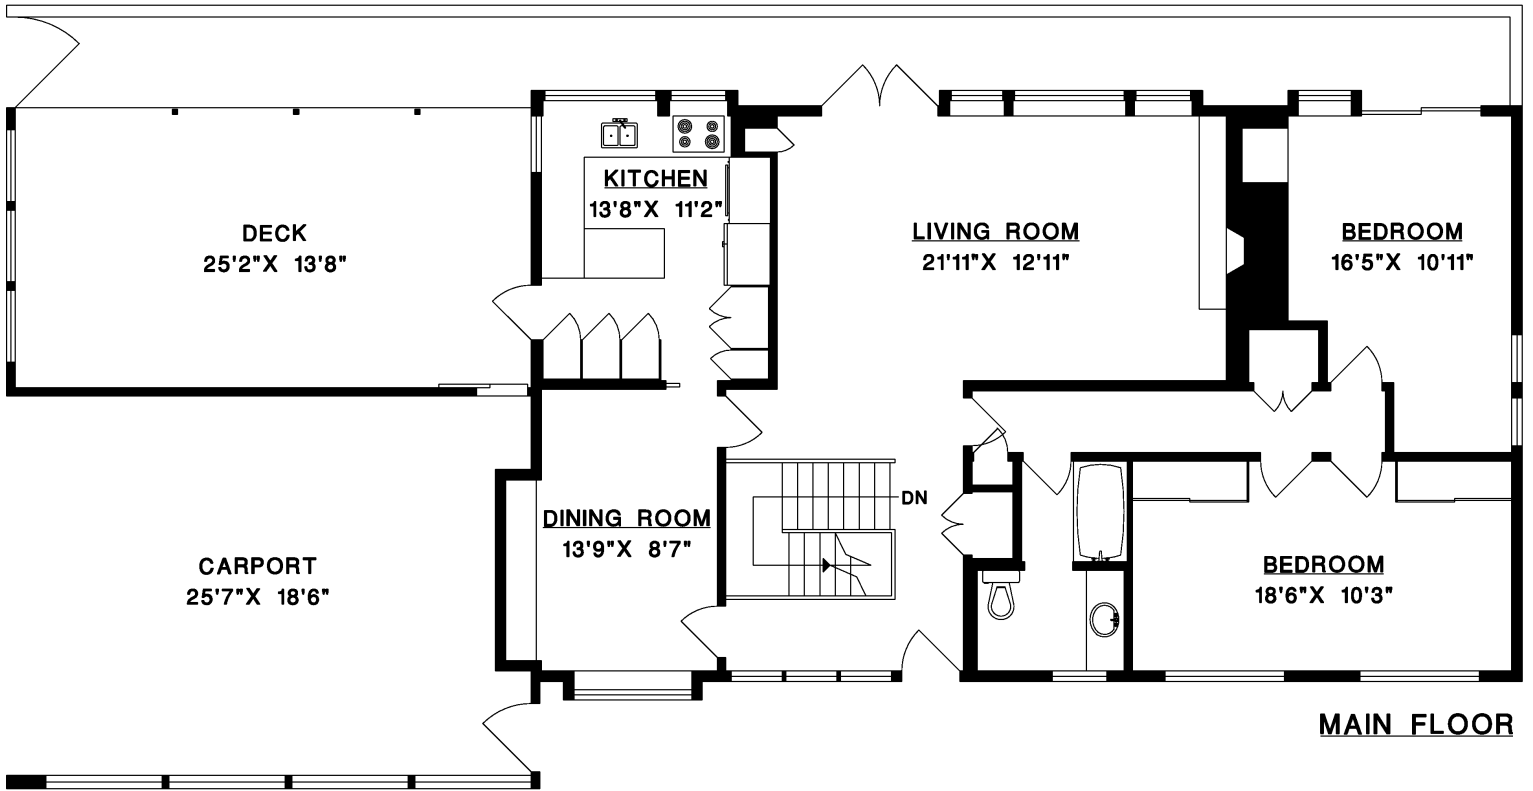 KITCHEN
13'8"X 11'2"
DECK
25'2"X 13'8"
LIVING ROOM
21'11"X 12'11"
BEDROOM
16'5"X 10'11"
DN
DINING ROOM
13'9"X 8'7"
CARPORT
25'7"X 18'6"
BEDROOM
18'6"X 10'3"
MAIN FLOOR